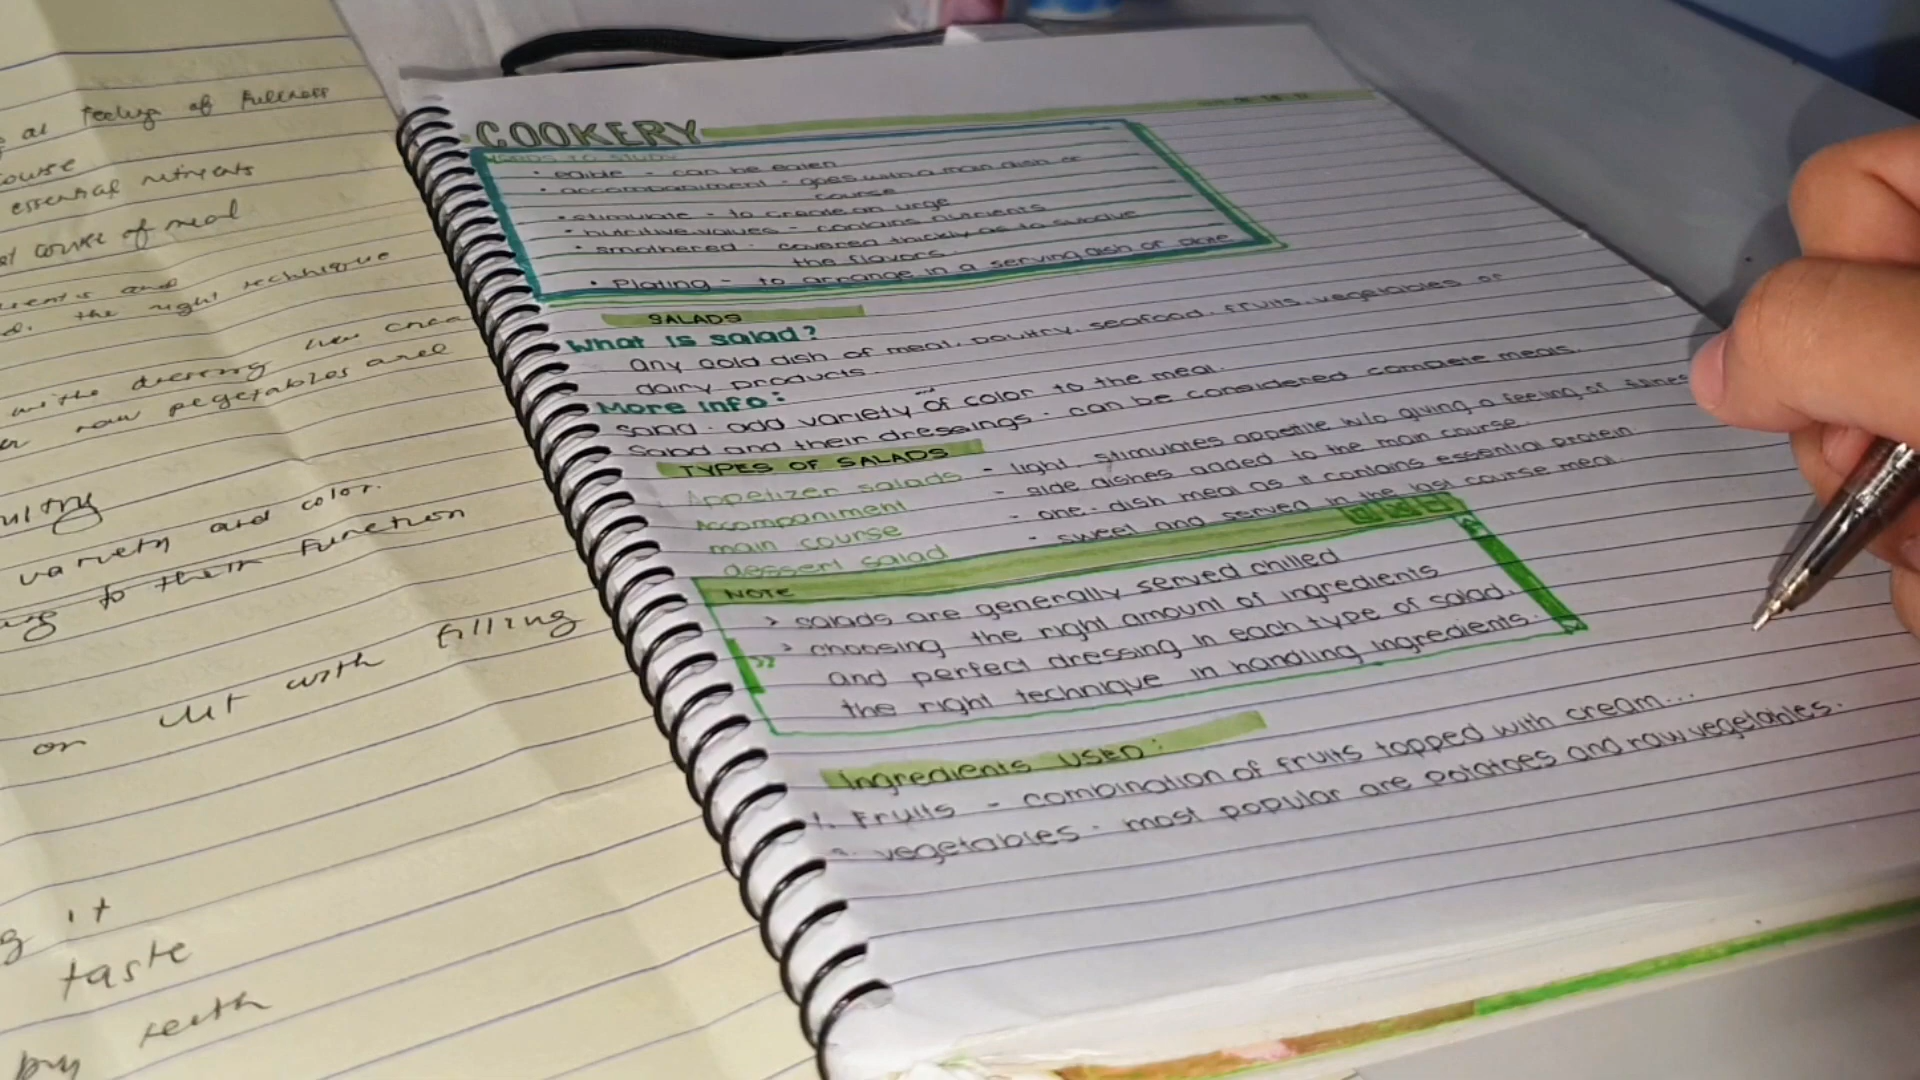 as feeling of fullness
course
essential nutrients
course of meal
and
the right technique
with dressing
raw pegetables and
variety and color.
to their function
on cut with filling
it
taste
teeth
by
COOKERY
WORDS TO STUDY
• edible - can be eaten
• accompaniment - goes with a main dish or
course
• stimulate - to create an urge
• nutritive values - contains nutrients
• smothered - covered thickly as to subdue
the flavors
• Plating - to arrange in a serving dish or plate
SALADS
What is salad?
any cold dish of meat, poultry, seafood, fruits, vegetables or
dairy products.
More info:
- add variety of color to the meal.
Salad and their dressings - can be considered complete meals.
TYPES OF SALADS
Appetizer salads - light, stimulates appetite w/o giving a feeling of
Accompaniment - side dishes added to the main course.
main course - one-dish meal as it contains essential protein
dessert salad - sweet and served in the last course meal
NOTE
> salads are generally served chilled
> choosing the right amount of ingredients
and perfect dressing in each type of salad.
the right technique in handling ingredients.
Ingredients USED:
1. Fruits - combination of fruits topped with cream...
vegetables - most popular are potatoes and raw vegetables.